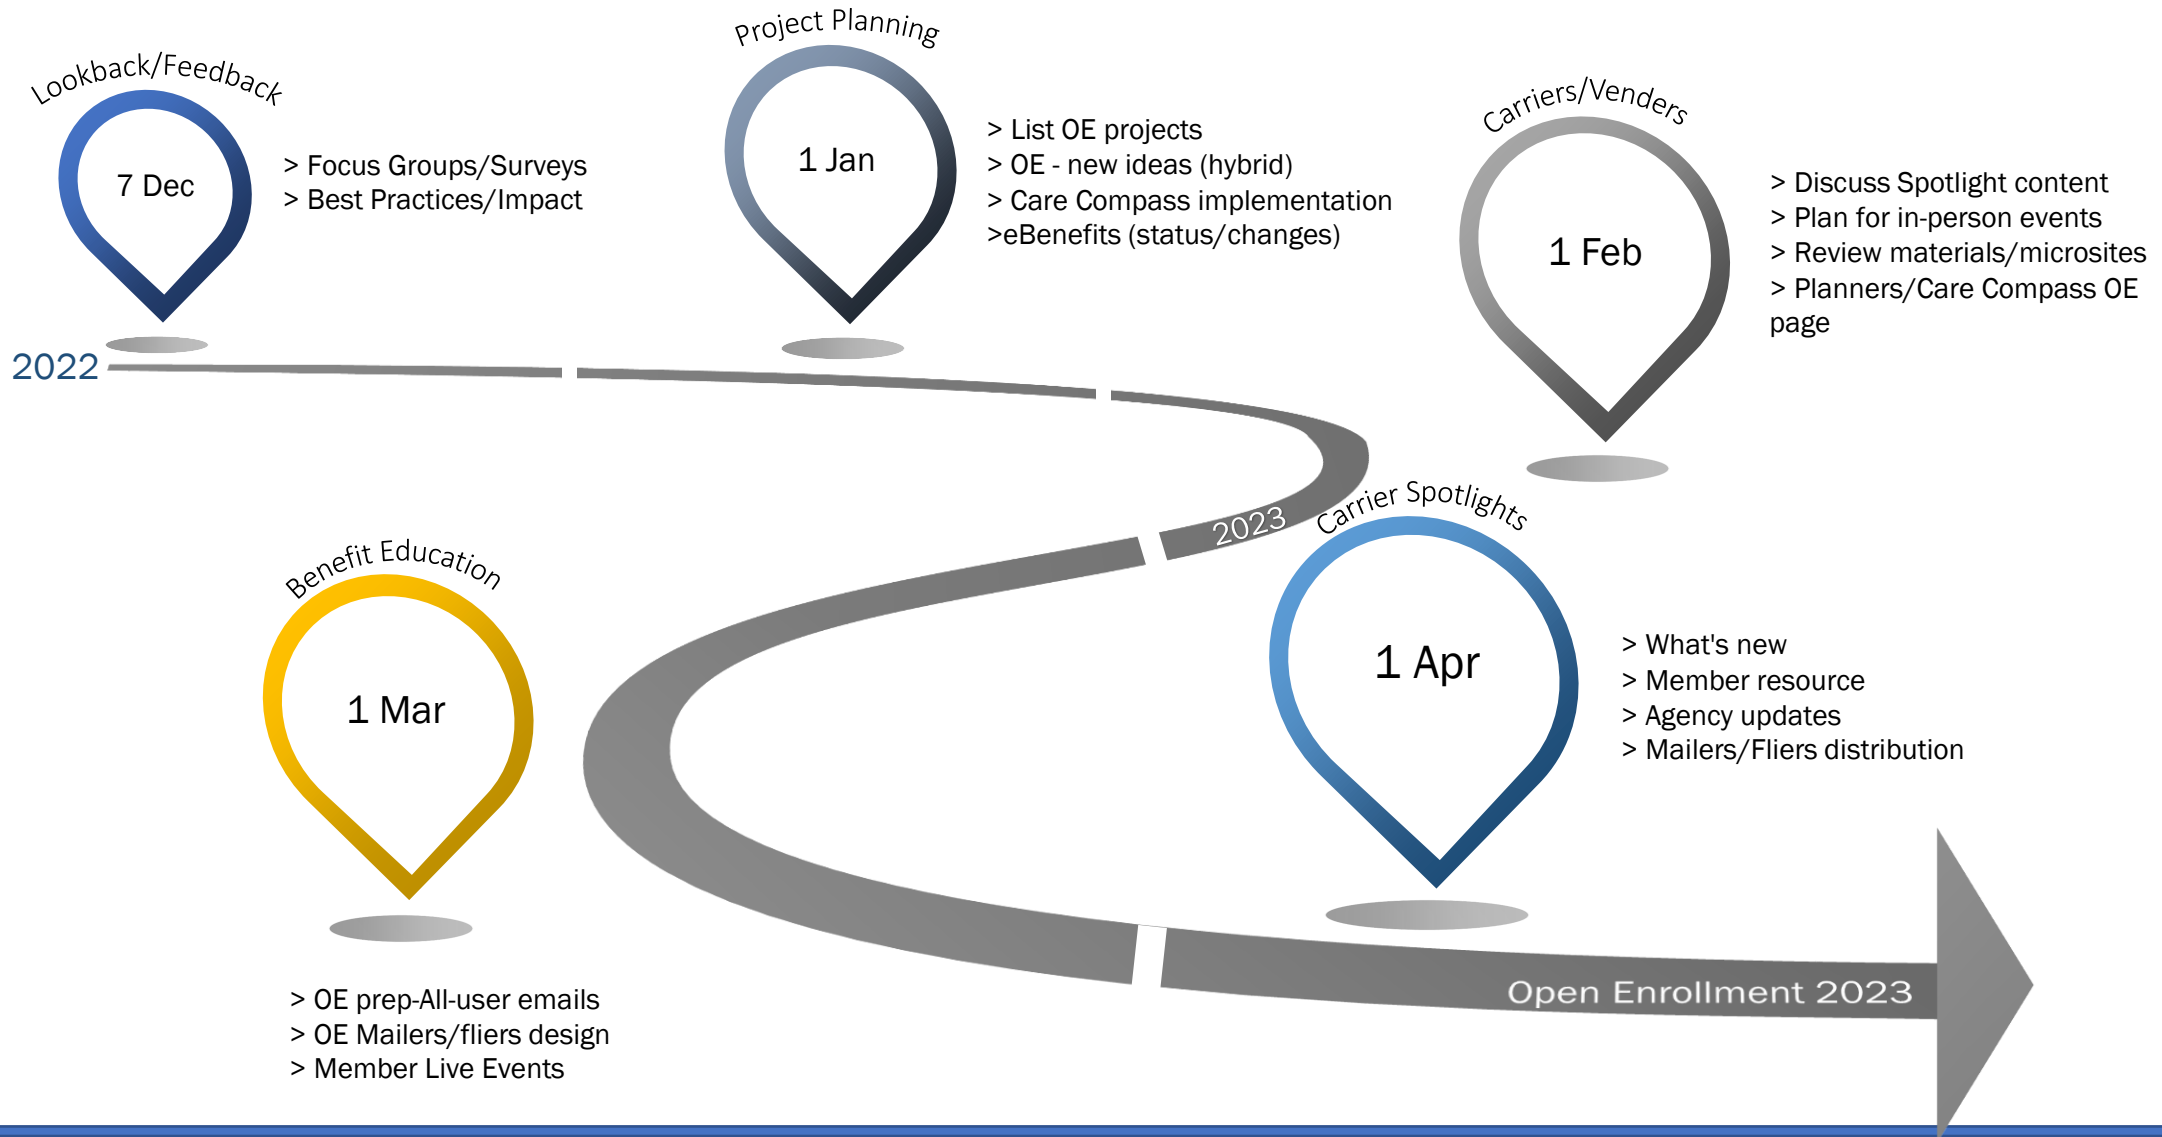 Lookback/Feedback
7 Dec
> Focus Groups/Surveys
> Best Practices/Impact
Project Planning
1 Jan
> List OE projects
> OE - new ideas (hybrid)
> Care Compass implementation
>eBenefits (status/changes)
Carriers/Venders
1 Feb
> Discuss Spotlight content
> Plan for in-person events
> Review materials/microsites
> Planners/Care Compass OE
page
2022
2023
Benefit Education
1 Mar
> OE prep-All-user emails
> OE Mailers/fliers design
> Member Live Events
Carrier Spotlights
1 Apr
> What's new
> Member resource
> Agency updates
> Mailers/Fliers distribution
Open Enrollment 2023